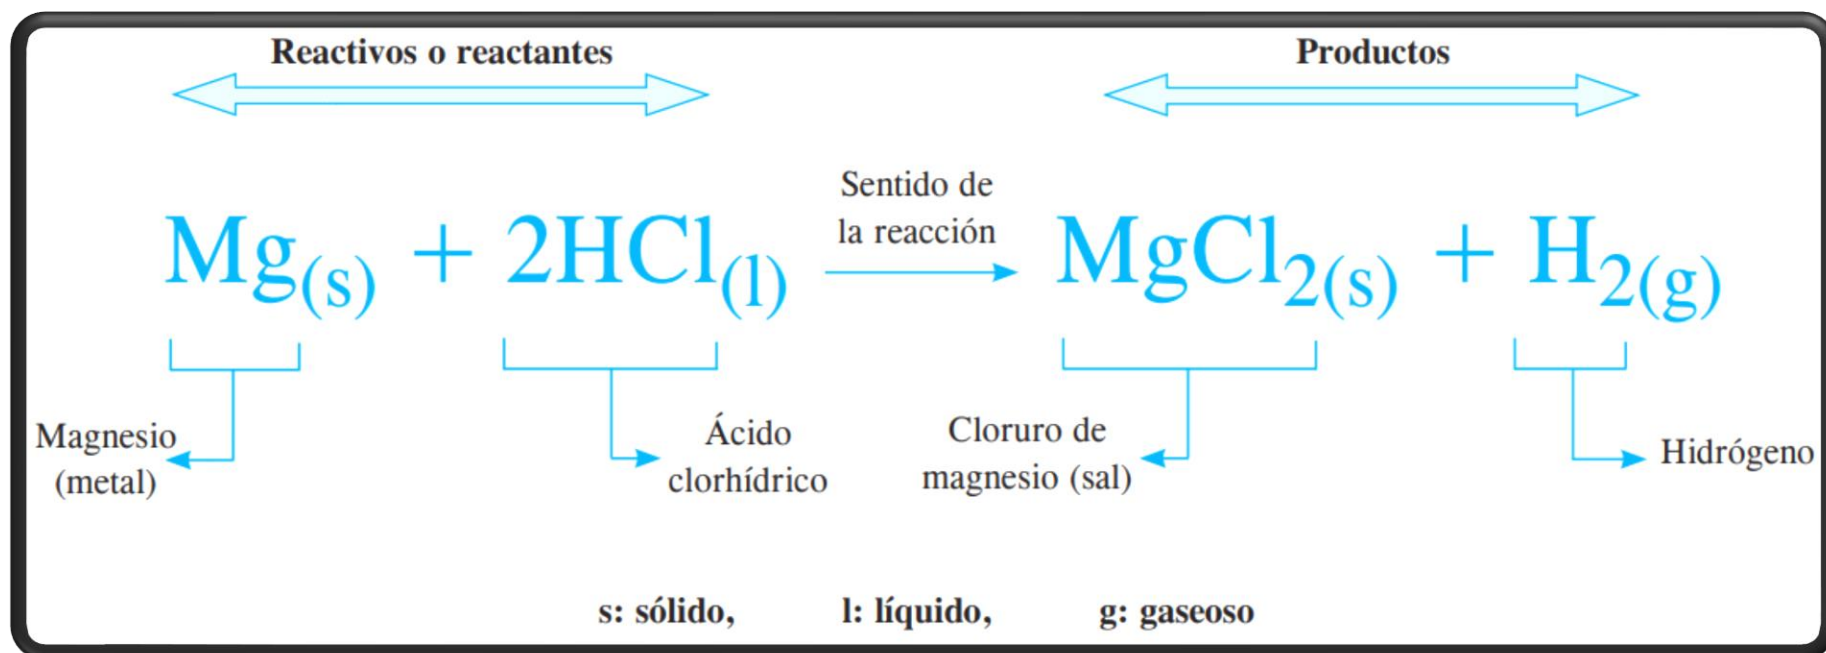 Reactivos o reactantes
Productos
Sentido de
la reacción
Mg(s) + 2HCl(l) → MgCl2(s) + H2(g)
Magnesio
(metal)
Ácido
clorhídrico
Cloruro de
magnesio (sal)
Hidrógeno
s: sólido, l: líquido, g: gaseoso